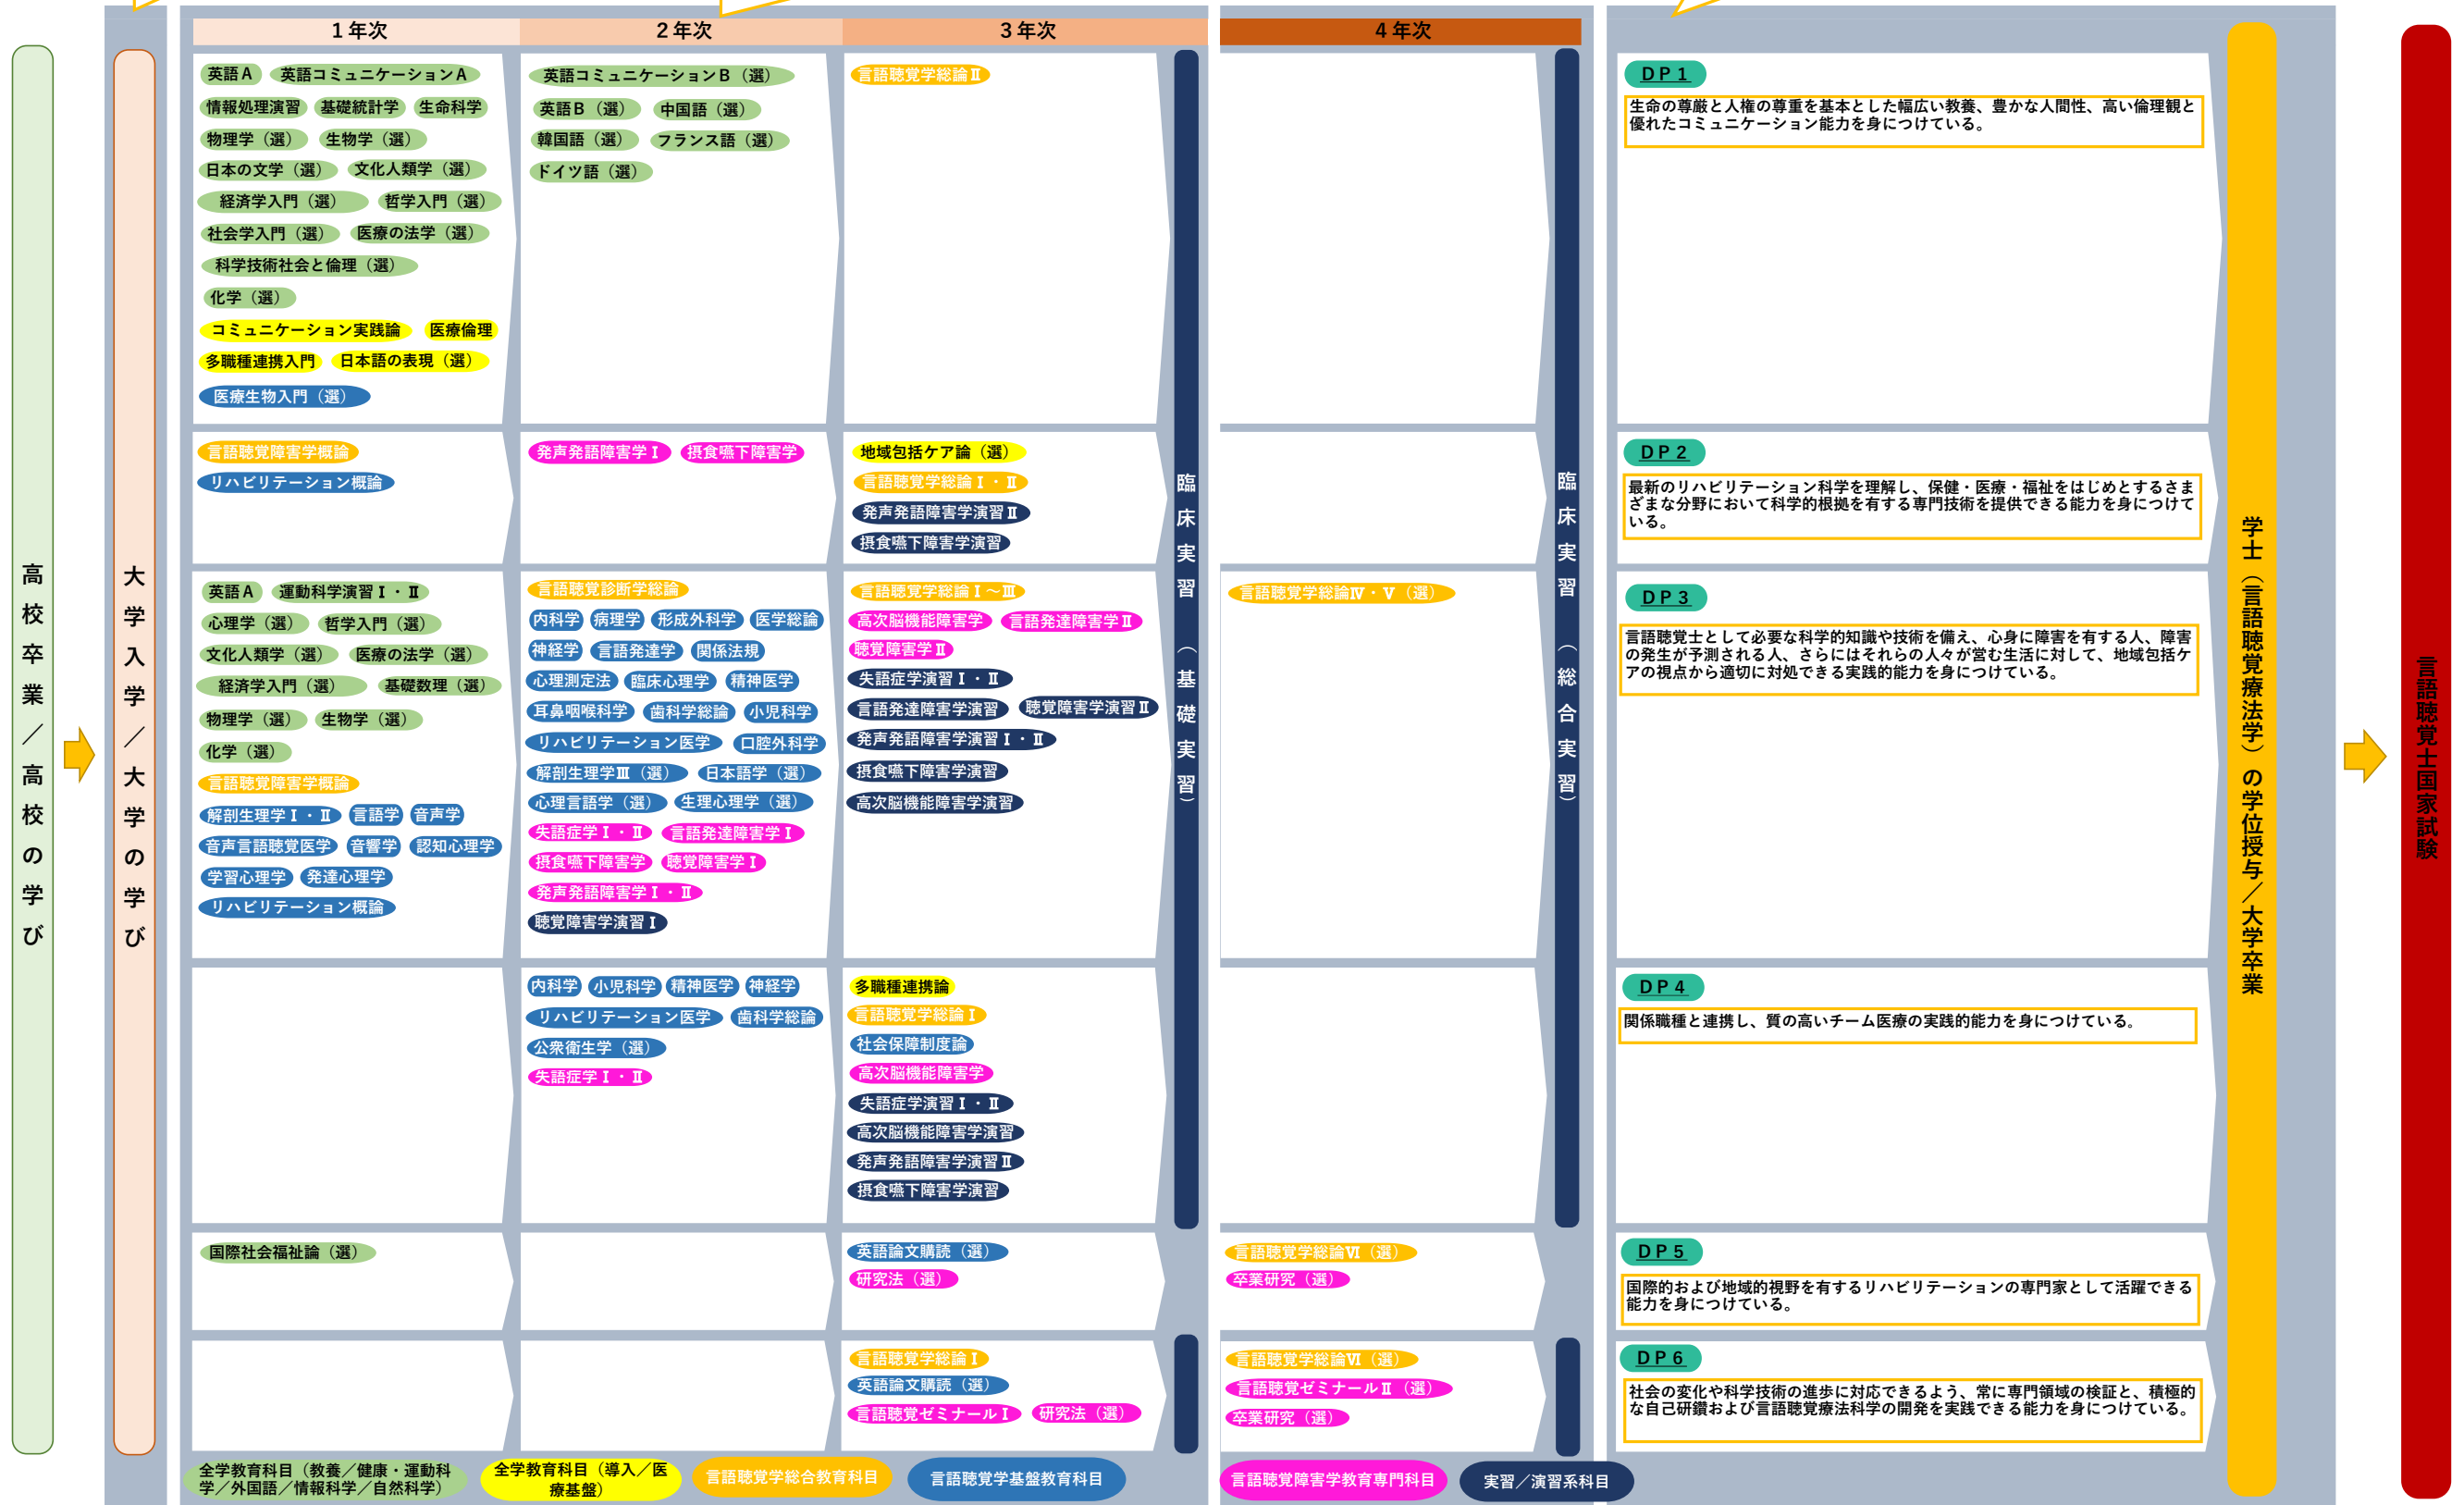 1年次
2年次
3年次
4年次
高校卒業／高校の学び
大学入学／大学の学び
英語A 英語コミュニケーションA
情報処理演習 基礎統計学 生命科学
物理学（選） 生物学（選）
日本の文学（選） 文化人類学（選）
経済学入門（選） 哲学入門（選）
社会学入門（選） 医療の法学（選）
科学技術社会と倫理（選）
化学（選）
コミュニケーション実践論 医療倫理
多職種連携入門 日本語の表現（選）
医療生物入門（選）
英語コミュニケーションB（選）
英語B（選） 中国語（選）
韓国語（選） フランス語（選）
ドイツ語（選）
言語聴覚学総論Ⅱ
DP1
生命の尊厳と人権の尊重を基本とした幅広い教養、豊かな人間性、高い倫理観と
優れたコミュニケーション能力を身につけている。
言語聴覚障害学概論
リハビリテーション概論
発声発語障害学Ⅰ 摂食嚥下障害学
地域包括ケア論（選）
言語聴覚学総論Ⅰ・Ⅱ
発声発語障害学演習Ⅱ
摂食嚥下障害学演習
DP2
最新のリハビリテーション科学を理解し、保健・医療・福祉をはじめとするさま
ざまな分野において科学的根拠を有する専門技術を提供できる能力を身につけて
いる。
英語A 運動科学演習Ⅰ・Ⅱ
心理学（選） 哲学入門（選）
文化人類学（選） 医療の法学（選）
経済学入門（選） 基礎数理（選）
物理学（選） 生物学（選）
化学（選）
言語聴覚障害学概論
解剖生理学Ⅰ・Ⅱ 言語学 音声学
音声言語聴覚医学 音響学 認知心理学
学習心理学 発達心理学
リハビリテーション概論
言語聴覚診断学総論
内科学 病理学 形成外科学 医学総論
神経学 言語発達学 関係法規
心理測定法 臨床心理学 精神医学
耳鼻咽喉科学 歯科学総論 小児科学
リハビリテーション医学 口腔外科学
解剖生理学Ⅲ（選） 日本語学（選）
心理言語学（選） 生理心理学（選）
失語症学Ⅰ・Ⅱ 言語発達障害学Ⅰ
摂食嚥下障害学 聴覚障害学Ⅰ
発声発語障害学Ⅰ・Ⅱ
聴覚障害学演習Ⅰ
言語聴覚学総論Ⅰ～Ⅲ
高次脳機能障害学 言語発達障害学Ⅱ
聴覚障害学Ⅱ
失語症学演習Ⅰ・Ⅱ
言語発達障害学演習 聴覚障害学演習Ⅱ
発声発語障害学演習Ⅰ・Ⅱ
摂食嚥下障害学演習
高次脳機能障害学演習
言語聴覚学総論Ⅳ・Ⅴ（選）
DP3
言語聴覚士として必要な科学的知識や技術を備え、心身に障害を有する人、障害
の発生が予測される人、さらにはそれらの人々が営む生活に対して、地域包括ケ
アの視点から適切に対処できる実践的能力を身につけている。
内科学 小児科学 精神医学 神経学
リハビリテーション医学 歯科学総論
公衆衛生学（選）
失語症学Ⅰ・Ⅱ
多職種連携論
言語聴覚学総論Ⅰ
社会保障制度論
高次脳機能障害学
失語症学演習Ⅰ・Ⅱ
高次脳機能障害学演習
発声発語障害学演習Ⅱ
摂食嚥下障害学演習
DP4
関係職種と連携し、質の高いチーム医療の実践的能力を身につけている。
国際社会福祉論（選）
英語論文購読（選）
研究法（選）
言語聴覚学総論Ⅵ（選）
卒業研究（選）
DP5
国際的および地域的視野を有するリハビリテーションの専門家として活躍できる
能力を身につけている。
言語聴覚学総論Ⅰ
英語論文購読（選）
言語聴覚ゼミナールⅠ 研究法（選）
言語聴覚学総論Ⅵ（選）
言語聴覚ゼミナールⅡ（選）
卒業研究（選）
DP6
社会の変化や科学技術の進歩に対応できるよう、常に専門領域の検証と、積極的
な自己研鑽および言語聴覚療法科学の開発を実践できる能力を身につけている。
臨床実習（基礎実習）
臨床実習（総合実習）
学士（言語聴覚療法学）の学位授与／大学卒業
言語聴覚士国家試験
全学教育科目（教養／健康・運動科
学／外国語／情報科学／自然科学）
全学教育科目（導入／医
療基盤）
言語聴覚学総合教育科目
言語聴覚学基盤教育科目
言語聴覚障害学教育専門科目
実習／演習系科目